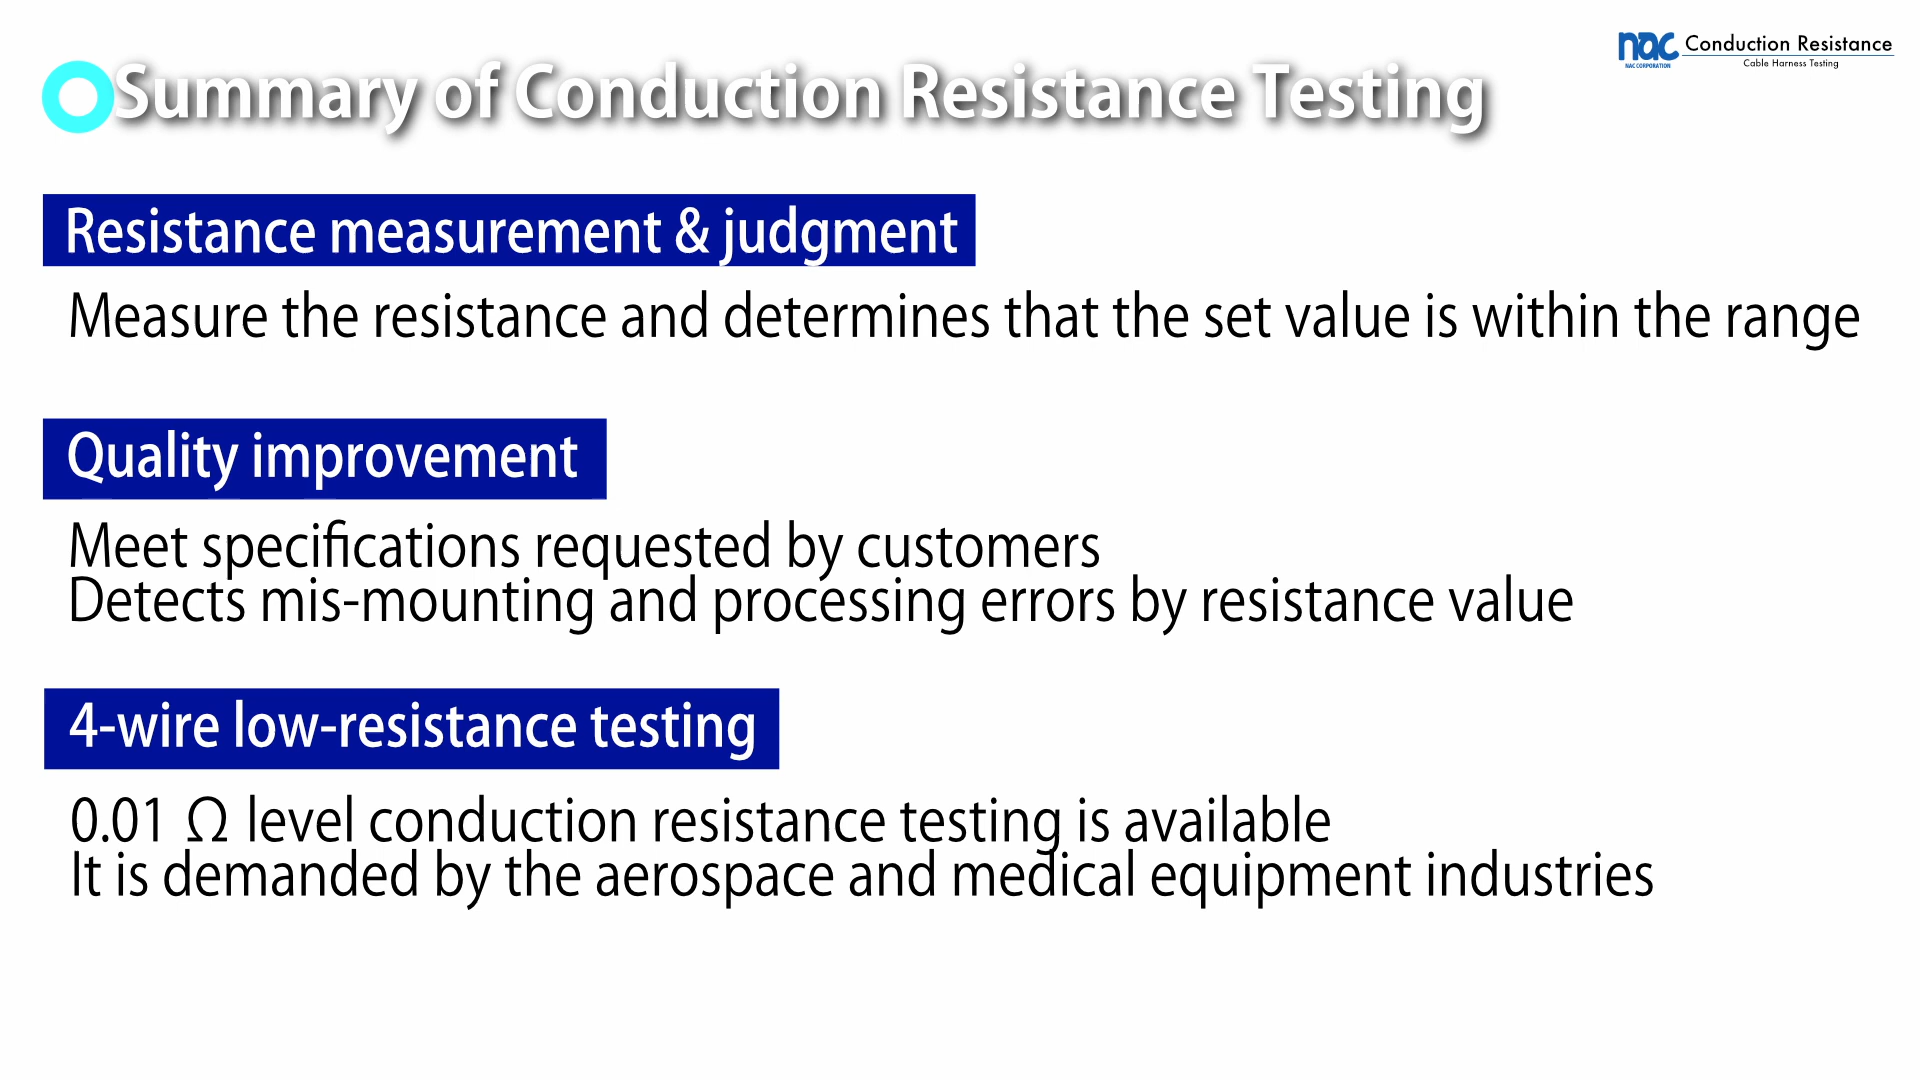 Summary of Conduction Resistance Testing
nac
NAC CORPORATION
Conduction Resistance
Cable Harness Testing
Resistance measurement & judgment
Measure the resistance and determines that the set value is within the range
Quality improvement
Meet specifications requested by customers
Detects mis-mounting and processing errors by resistance value
4-wire low-resistance testing
0.01 Ω level conduction resistance testing is available
It is demanded by the aerospace and medical equipment industries